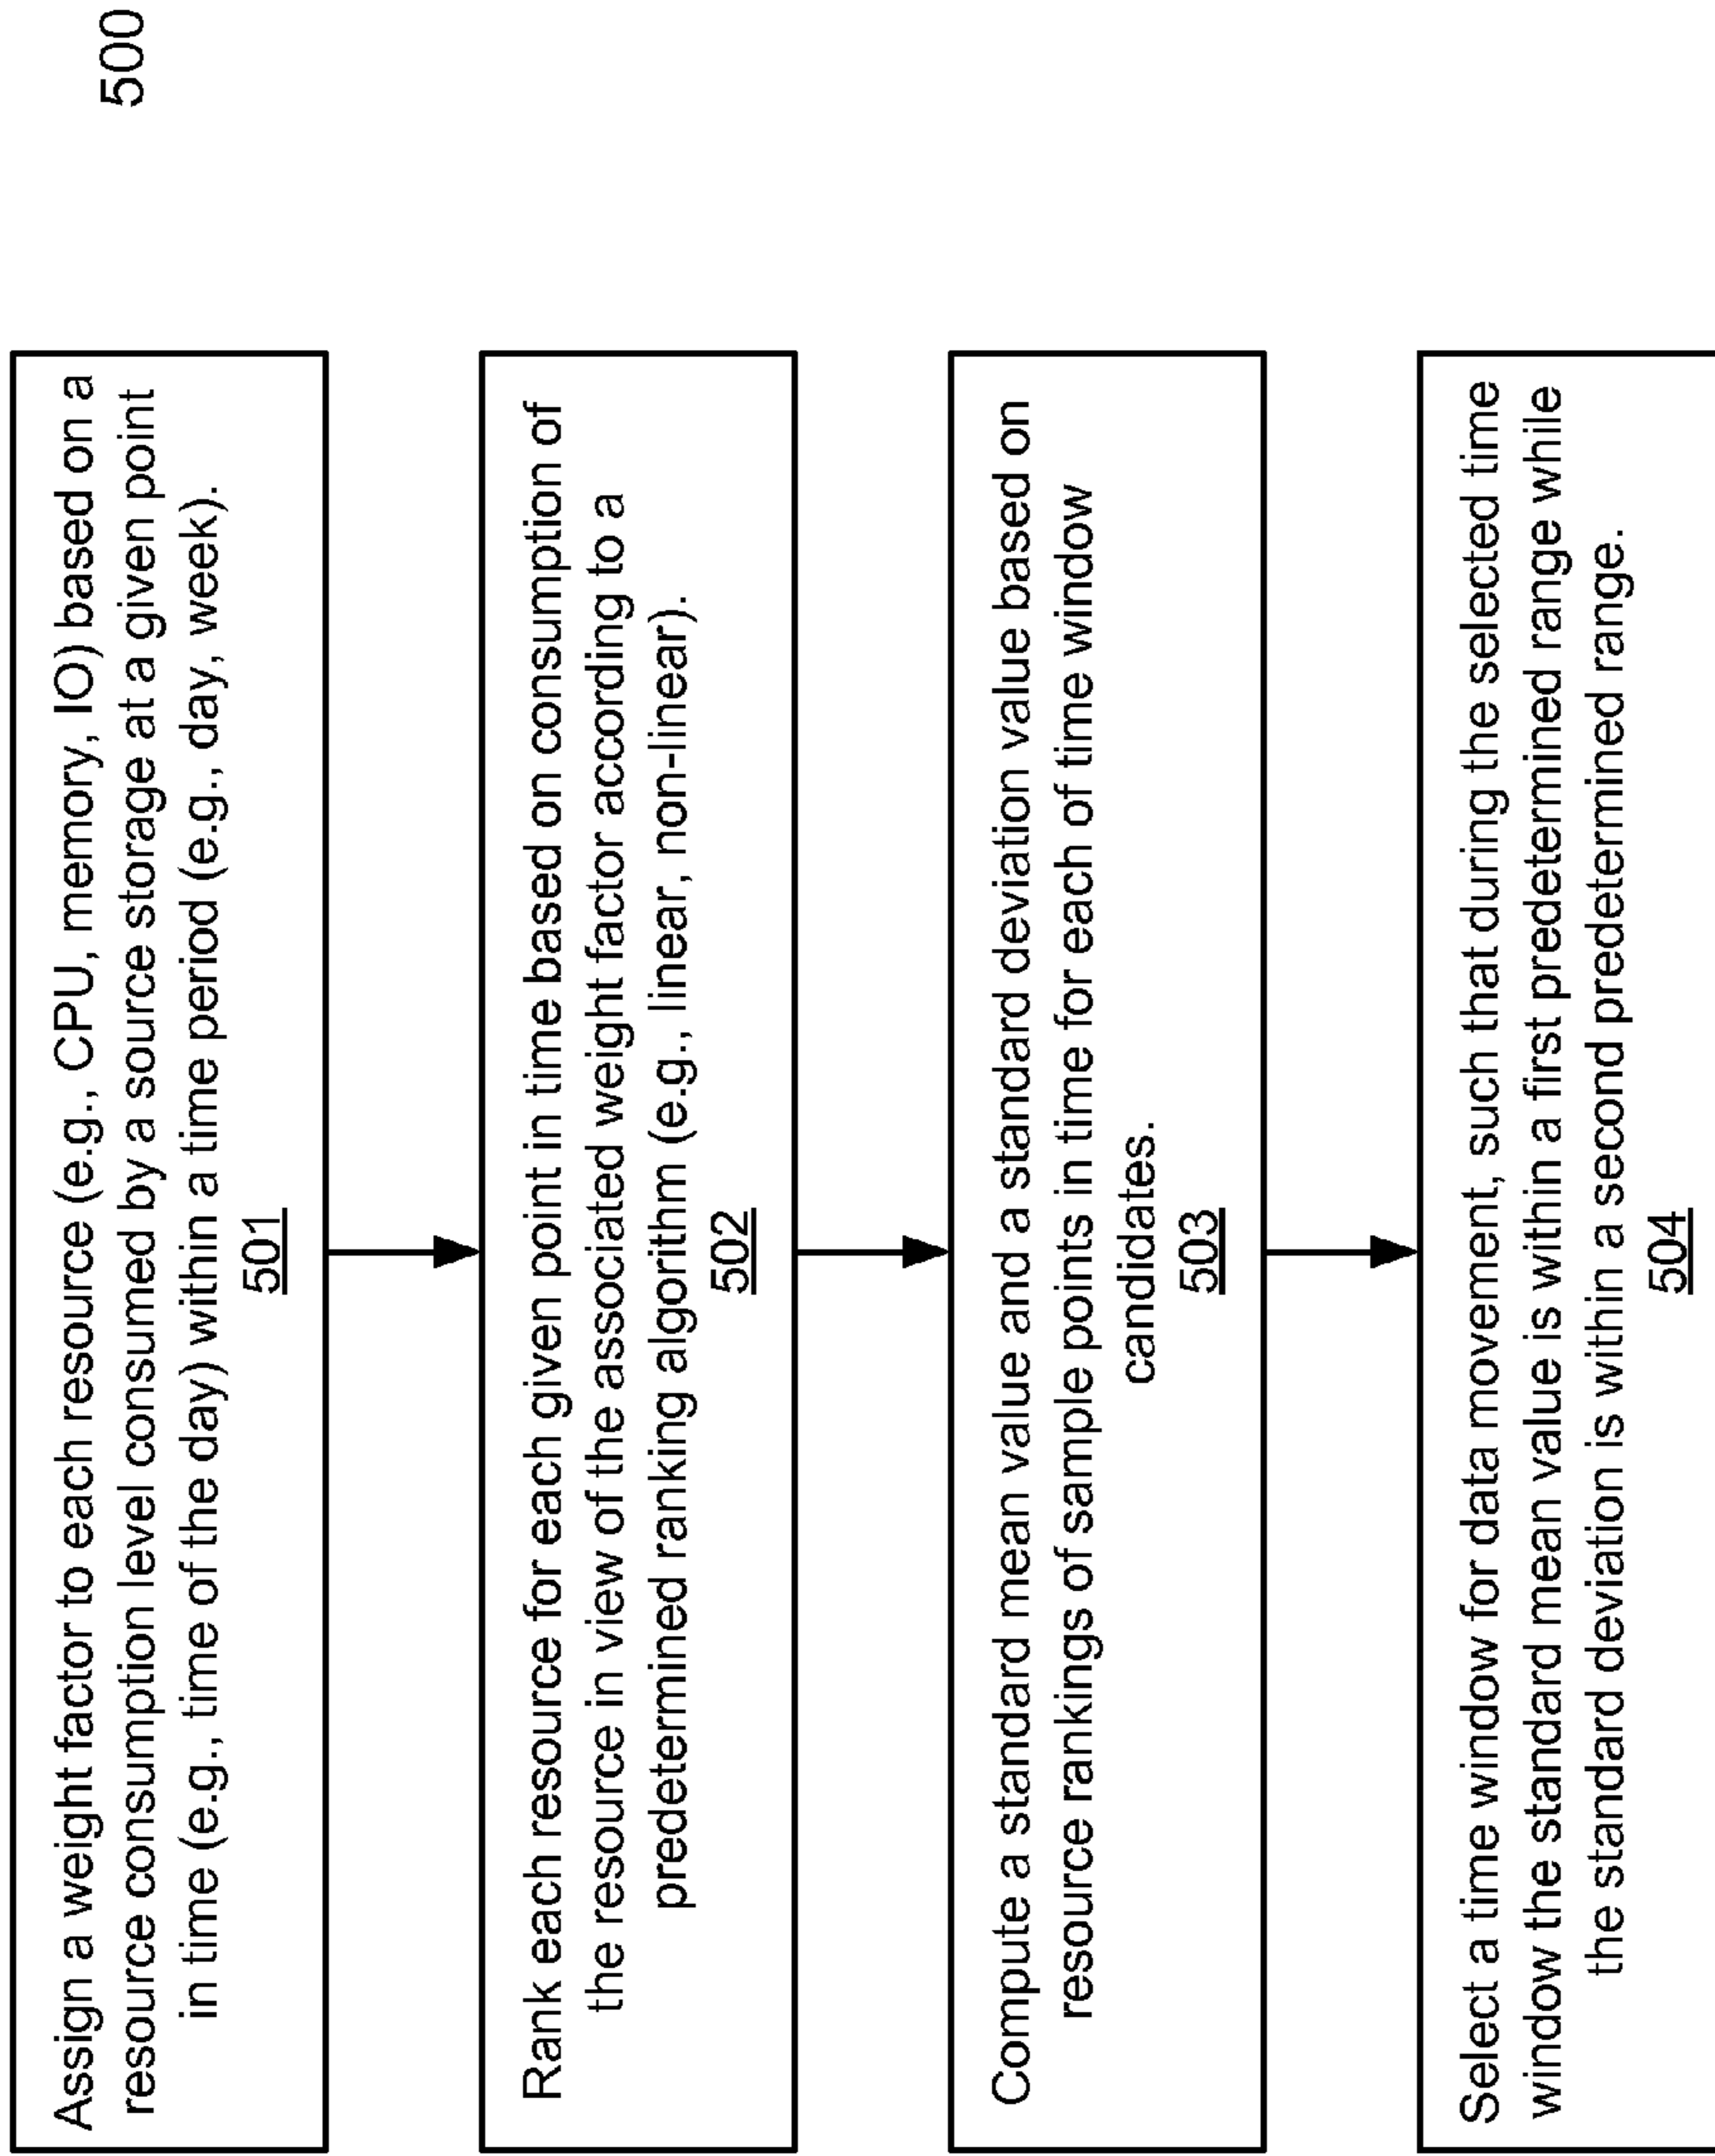 500
Assign a weight factor to each resource (e.g., CPU, memory, IO) based on a
resource consumption level consumed by a source storage at a given point
in time (e.g., time of the day) within a time period (e.g., day, week).
501
Rank each resource for each given point in time based on consumption of
the resource in view of the associated weight factor according to a
predetermined ranking algorithm (e.g., linear, non-linear).
502
Compute a standard mean value and a standard deviation value based on
resource rankings of sample points in time for each of time window
candidates.
503
Select a time window for data movement, such that during the selected time
window the standard mean value is within a first predetermined range while
the standard deviation is within a second predetermined range.
504